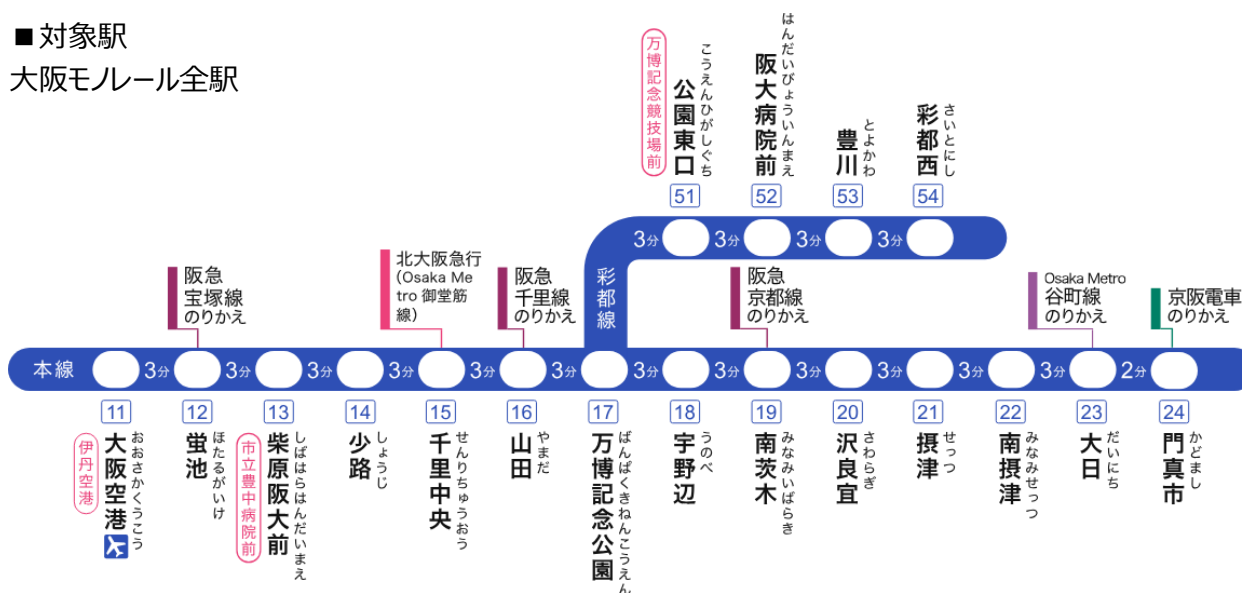 ■対象駅
大阪モノレール全駅
万博記念競技場前
公園東口
こうえんひがしぐち
51
阪大病院前
はんだいびょういんまえ
52
豊川
とよかわ
53
彩都西
さいとにし
54
3分
3分
3分
3分
彩都線
阪急
宝塚線
のりかえ
北大阪急行
(Osaka Me
tro 御堂筋
線)
阪急
千里線
のりかえ
阪急
京都線
のりかえ
Osaka Metro
谷町線
のりかえ
京阪電車
のりかえ
本線
3分
3分
3分
3分
3分
3分
3分
3分
3分
3分
3分
3分
2分
11
大阪空港
おおさかくうこう
伊丹空港
12
蛍池
ほたるがいけ
13
柴原阪大前
しばはらはんだいまえ
市立豊中病院前
14
少路
しょうじ
15
千里中央
せんりちゅうおう
16
山田
やまだ
17
万博記念公園
ばんぱくきねんこうえん
18
宇野辺
うのべ
19
南茨木
みなみいばらき
20
沢良宜
さわらぎ
21
摂津
せっつ
22
南摂津
みなみせっつ
23
大日
だいにち
24
門真市
かどまし